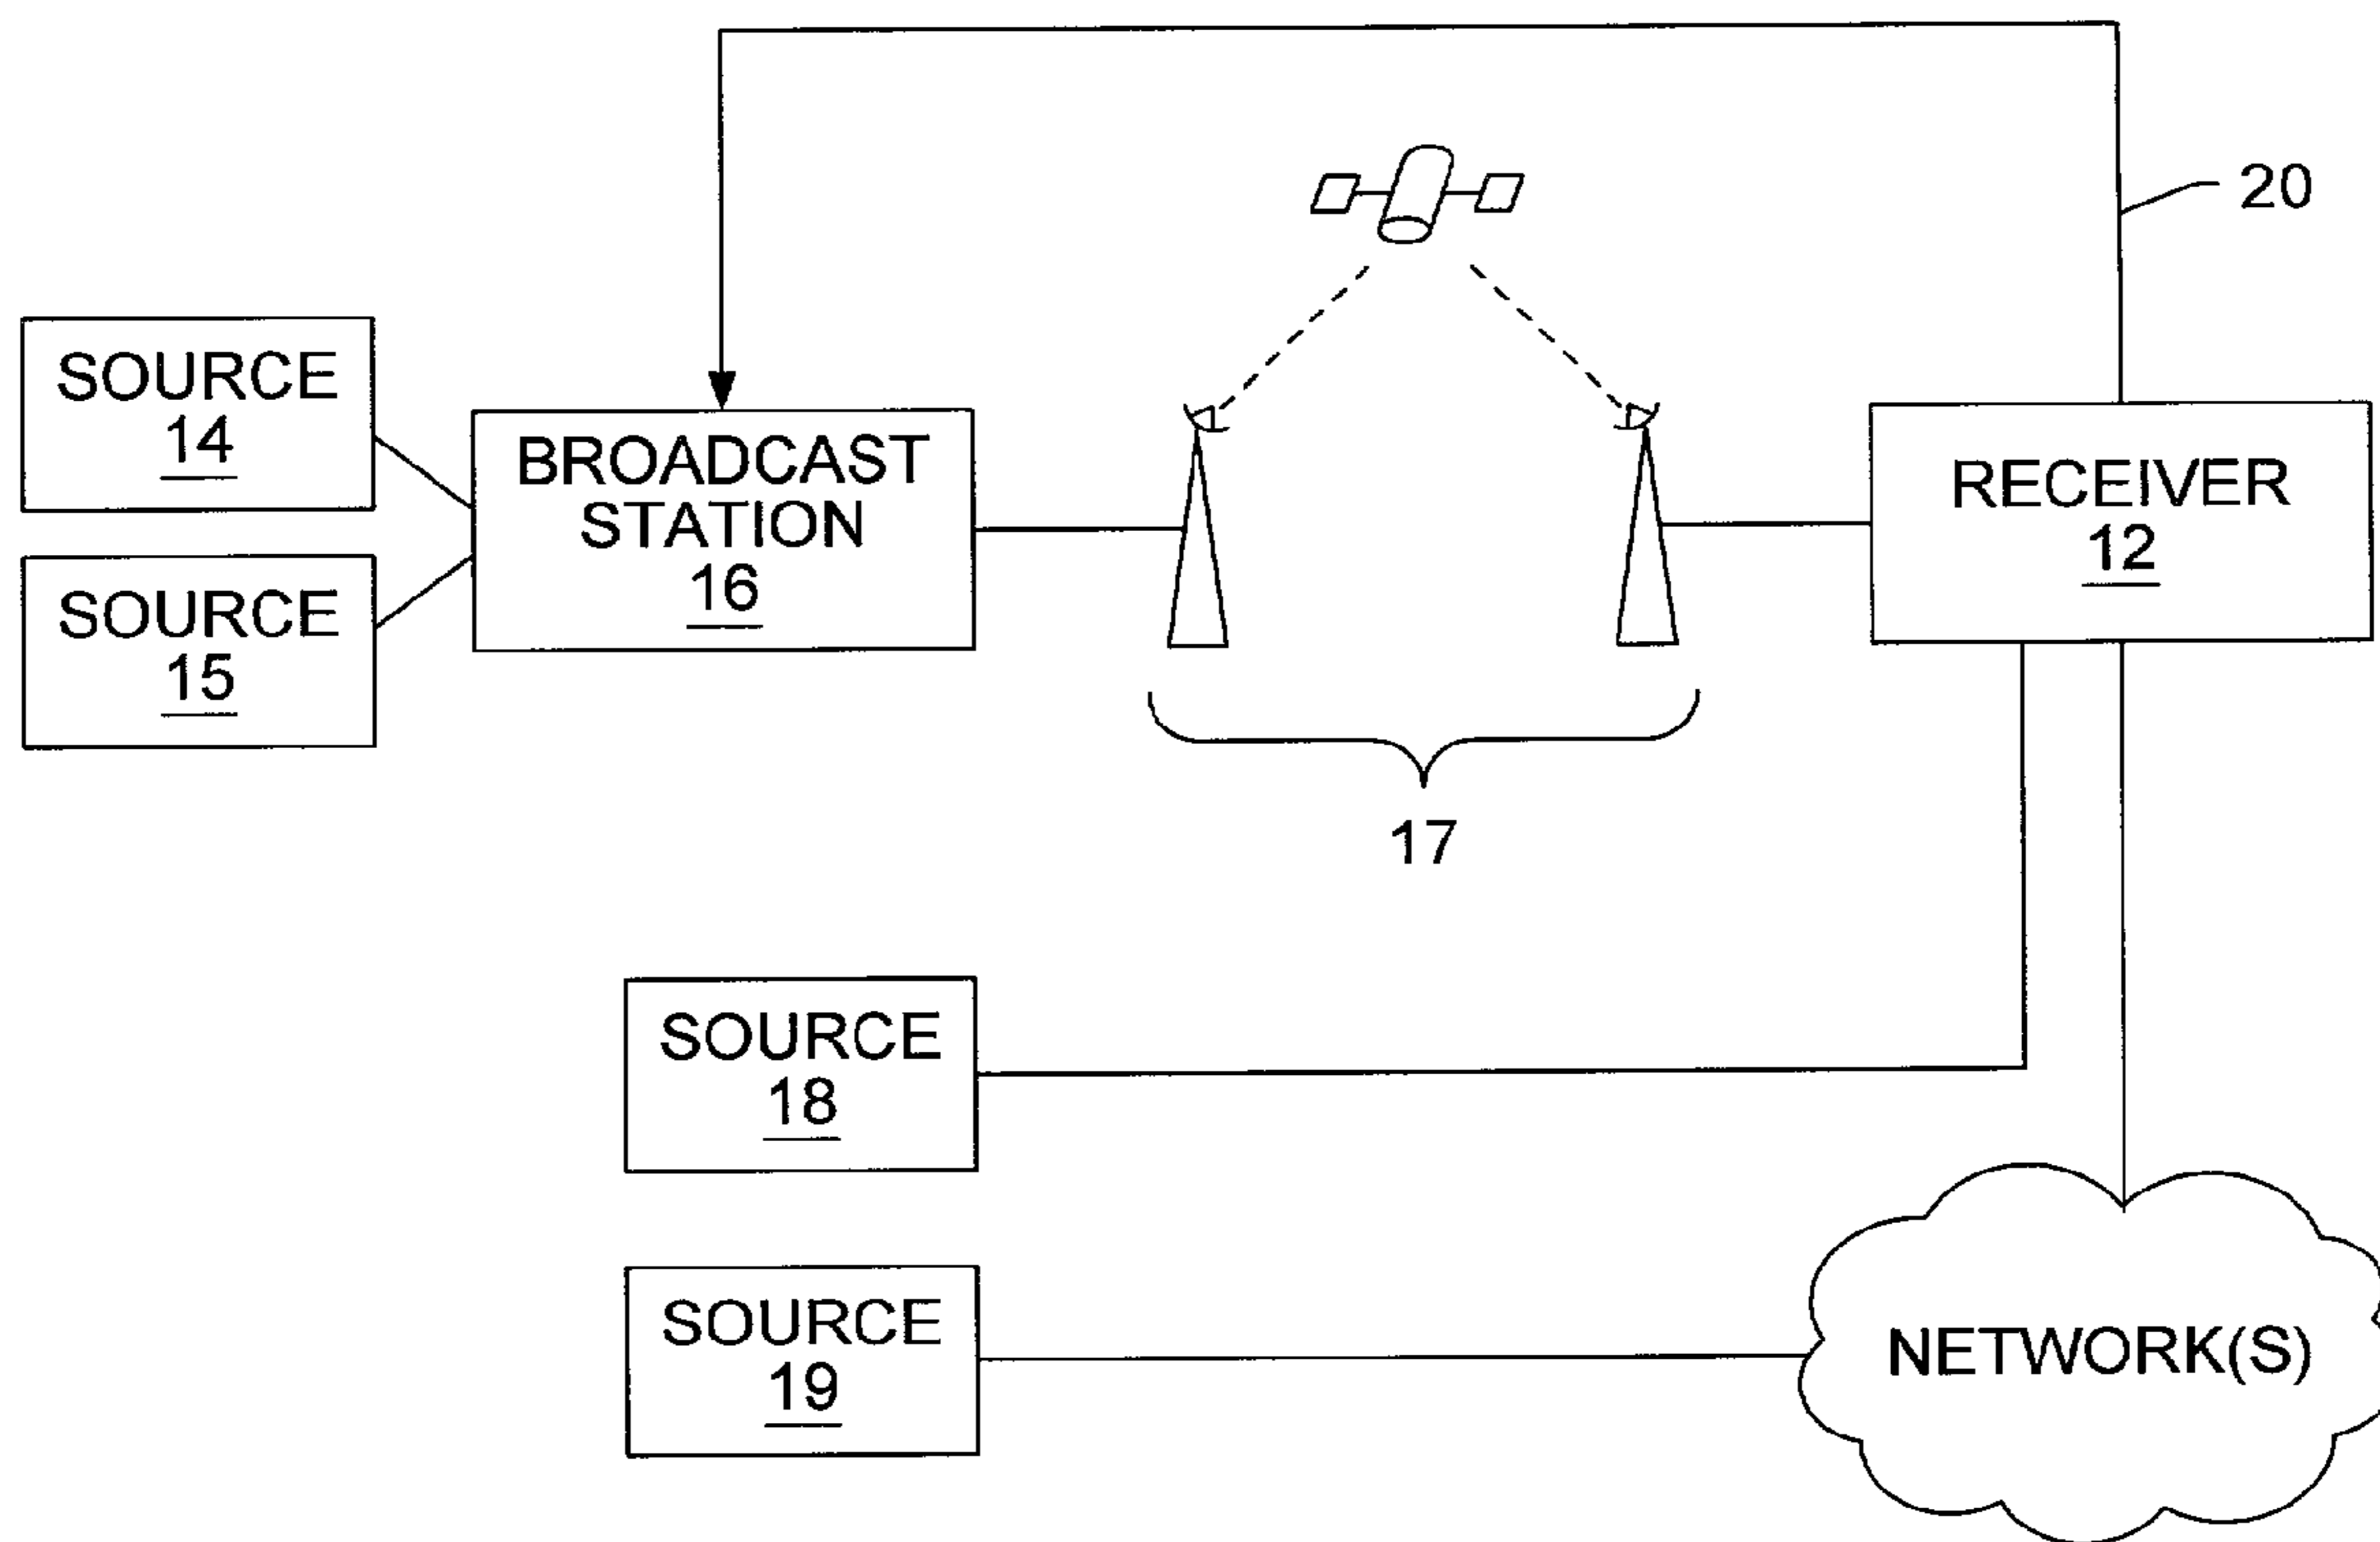 20
SOURCE
14
BROADCAST
STATION
16
RECEIVER
12
SOURCE
15
17
SOURCE
18
SOURCE
19
NETWORK(S)